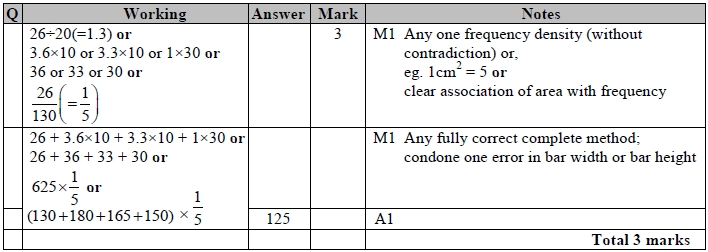 Q Working Answer Mark Notes
26÷20(=1.3) or 3 M1 Any one frequency density (without
3.6×10 or 3.3×10 or 1×30 or contradiction) or,
36 or 33 or 30 or eg. 1cm² = 5 or
26/130 (= 1/5) clear association of area with frequency
26 + 3.6×10 + 3.3×10 + 1×30 or M1 Any fully correct complete method;
26 + 36 + 33 + 30 or condone one error in bar width or bar height
625× 1/5 or
(130+180+165+150) × 1/5 125 A1
Total 3 marks